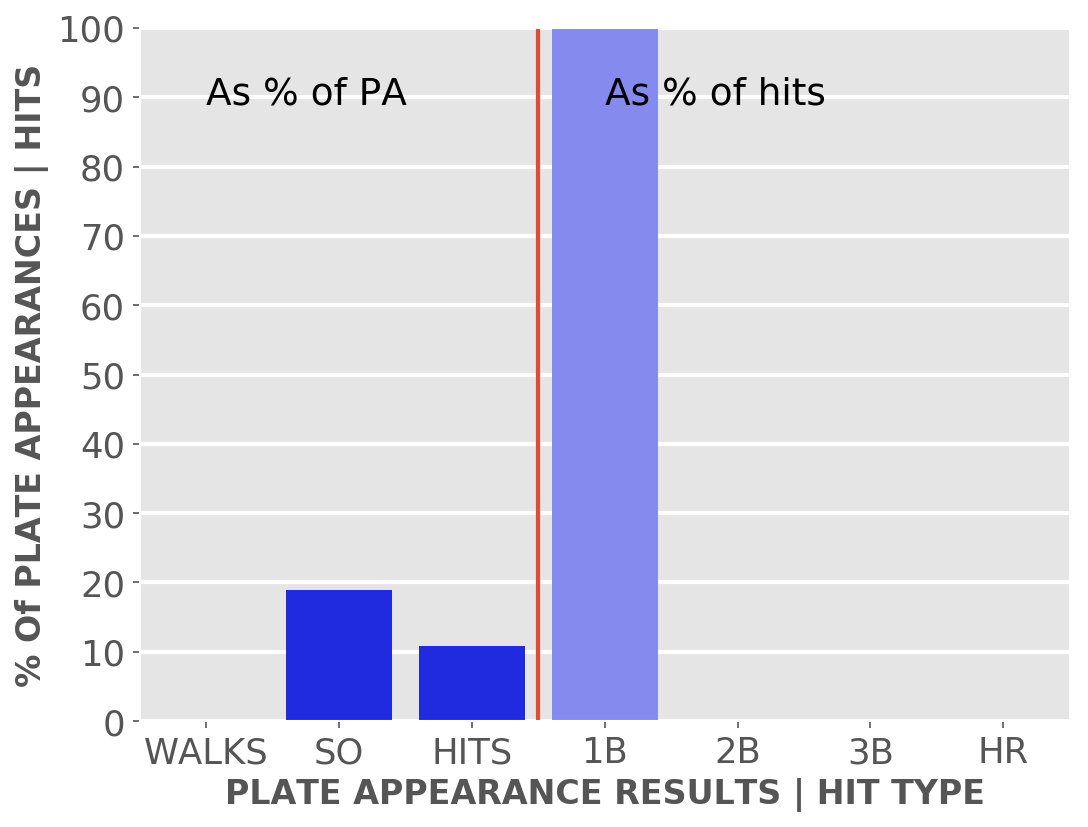 % Of PLATE APPEARANCES | HITS
100
90
80
70
60
50
40
30
20
10
0
As % of PA
As % of hits
WALKS SO HITS 1B 2B 3B HR
PLATE APPEARANCE RESULTS | HIT TYPE